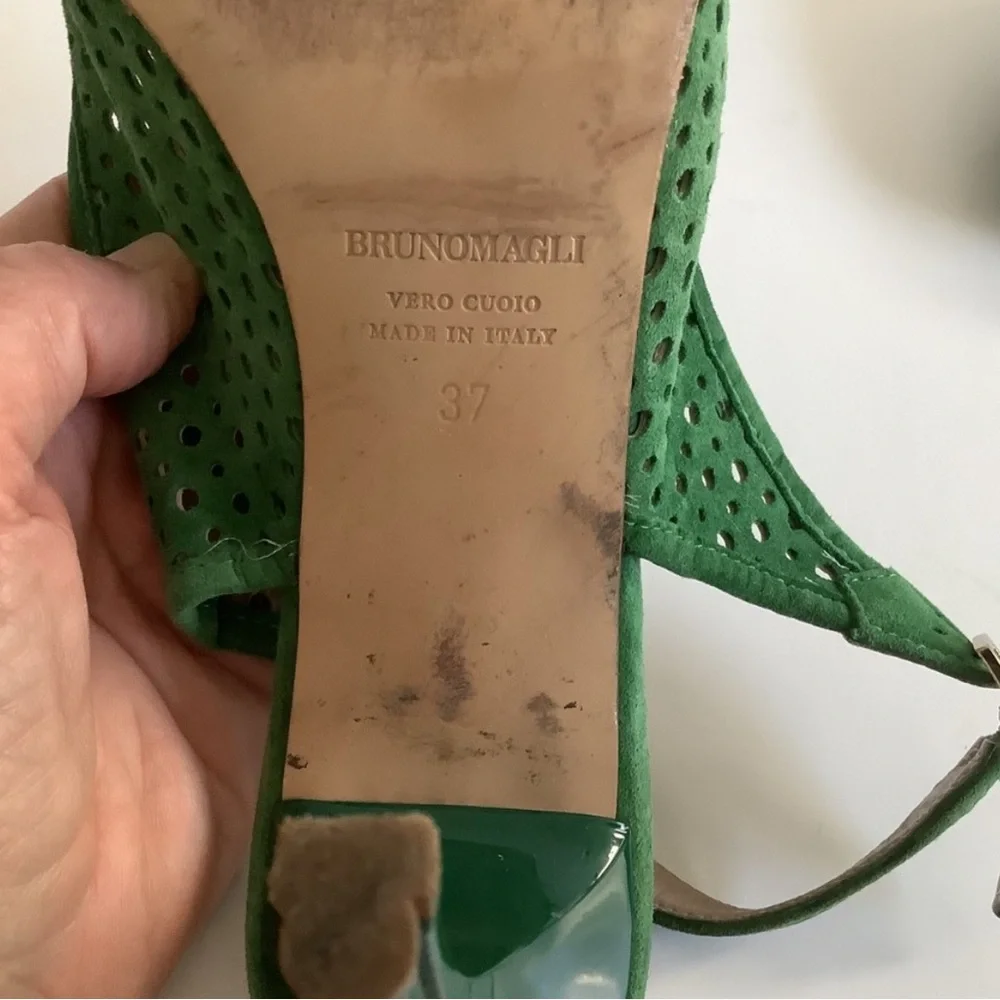 BRUNOMAGLI
VERO CUOIO
MADE IN ITALY
37